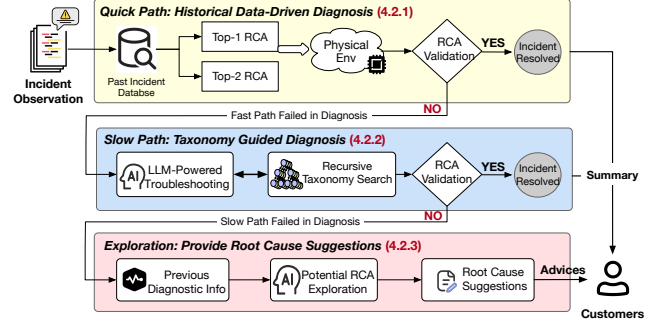 Quick Path: Historical Data-Driven Diagnosis (4.2.1)
Incident
Observation
Past Incident
Databse
Top-1 RCA
Top-2 RCA
Physical
Env
RCA
Validation
YES
Incident
Resolved
NO
Fast Path Failed in Diagnosis
Slow Path: Taxonomy Guided Diagnosis (4.2.2)
AI
LLM-Powered
Troubleshooting
Recursive
Taxonomy Search
RCA
Validation
YES
Incident
Resolved
Summary
NO
Slow Path Failed in Diagnosis
Exploration: Provide Root Cause Suggestions (4.2.3)
Previous
Diagnostic Info
AI
Potential RCA
Exploration
Root Cause
Suggestions
Advices
Customers